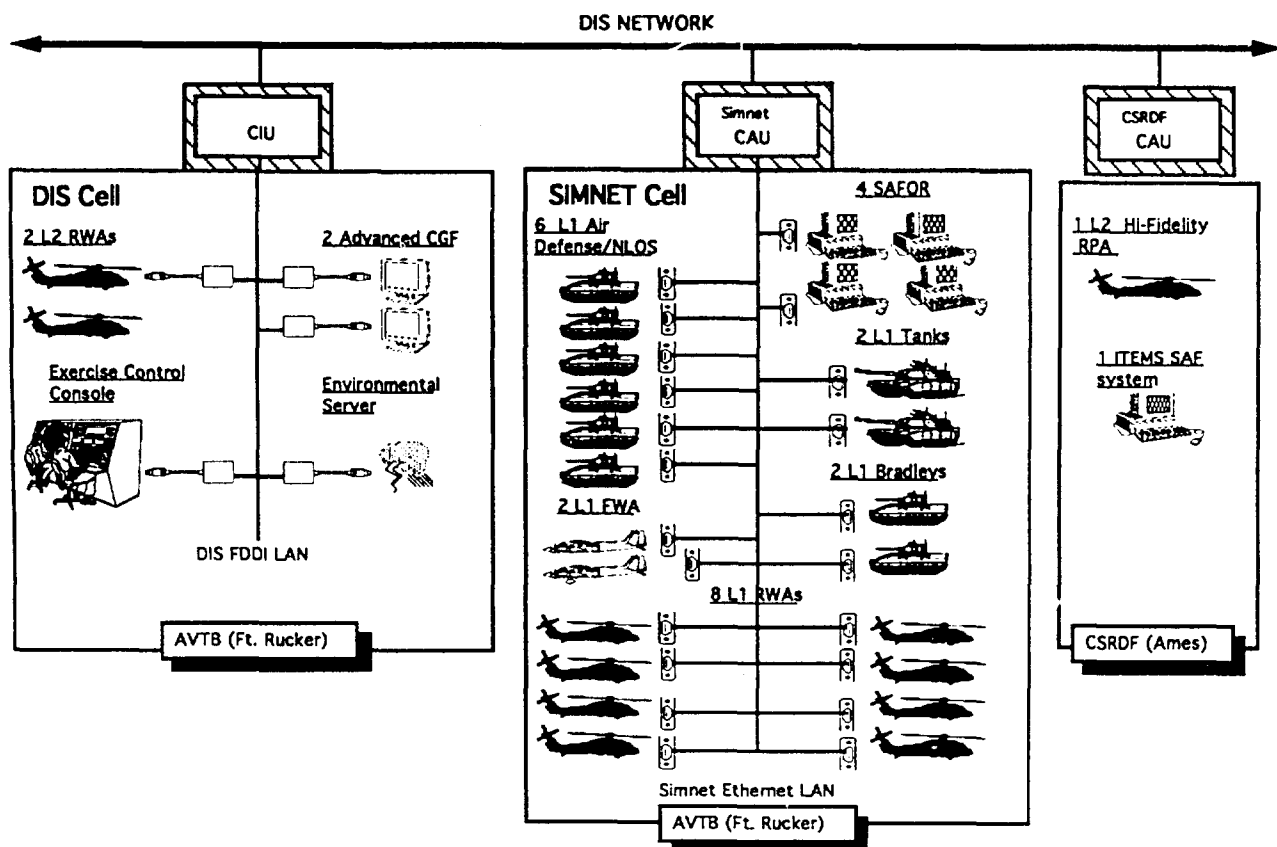 DIS NETWORK
CIU
Simnet
CAU
CSRDF
CAU
DIS Cell
2 L2 RWAs
2 Advanced CGF
Exercise Control
Console
Environmental
Server
DIS FDDI LAN
AVTB (Ft. Rucker)
SIMNET Cell
6 L1 Air
Defense/NLOS
4 SAFOR
2 L1 Tanks
2 L1 Bradleys
2 L1 FWA
8 L1 RWAs
Simnet Ethernet LAN
AVTB (Ft. Rucker)
1 L2 Hi-Fidelity
RPA
1 ITEMS SAF
system
CSRDF (Ames)